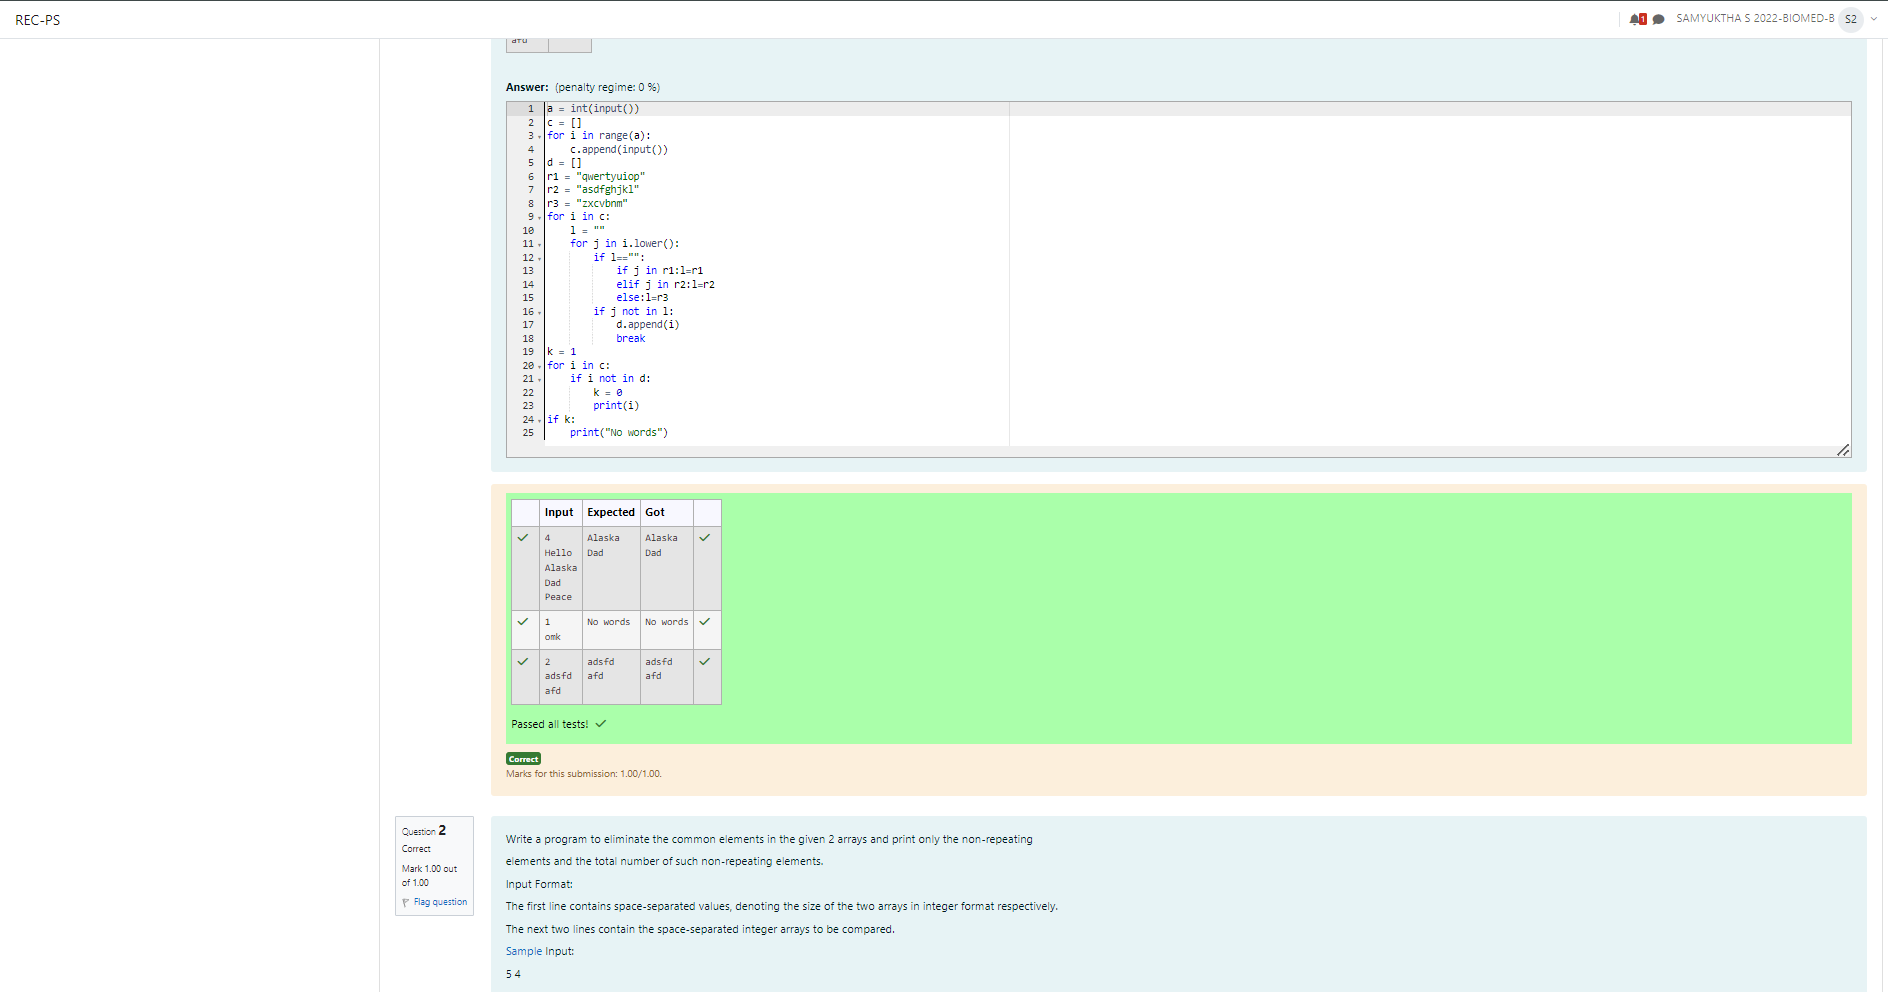 REC-PS
1
SAMYUKTHA S 2022-BIOMED-B
S2
afd
Answer: (penalty regime: 0 %)
1 a = int(input())
2 c = []
3 for i in range(a):
4 c.append(input())
5 d = []
6 r1 = "qwertyuiop"
7 r2 = "asdfghjkl"
8 r3 = "zxcvbnm"
9 for i in c:
10 l = ""
11 for j in i.lower():
12 if l=="":
13 if j in r1:l=r1
14 elif j in r2:l=r2
15 else:l=r3
16 if j not in l:
17 d.append(i)
18 break
19 k = 1
20 for i in c:
21 if i not in d:
22 k = 0
23 print(i)
24 if k:
25 print("No words")
Input Expected Got
4 Alaska Alaska
Hello Dad Dad
Alaska
Dad
Peace
1 No words No words
omk
2 adsfd adsfd
adsfd afd afd
afd
Passed all tests!
Correct
Marks for this submission: 1.00/1.00.
Question 2
Correct
Mark 1.00 out
of 1.00
Flag question
Write a program to eliminate the common elements in the given 2 arrays and print only the non-repeating
elements and the total number of such non-repeating elements.
Input Format:
The first line contains space-separated values, denoting the size of the two arrays in integer format respectively.
The next two lines contain the space-separated integer arrays to be compared.
Sample Input:
5 4